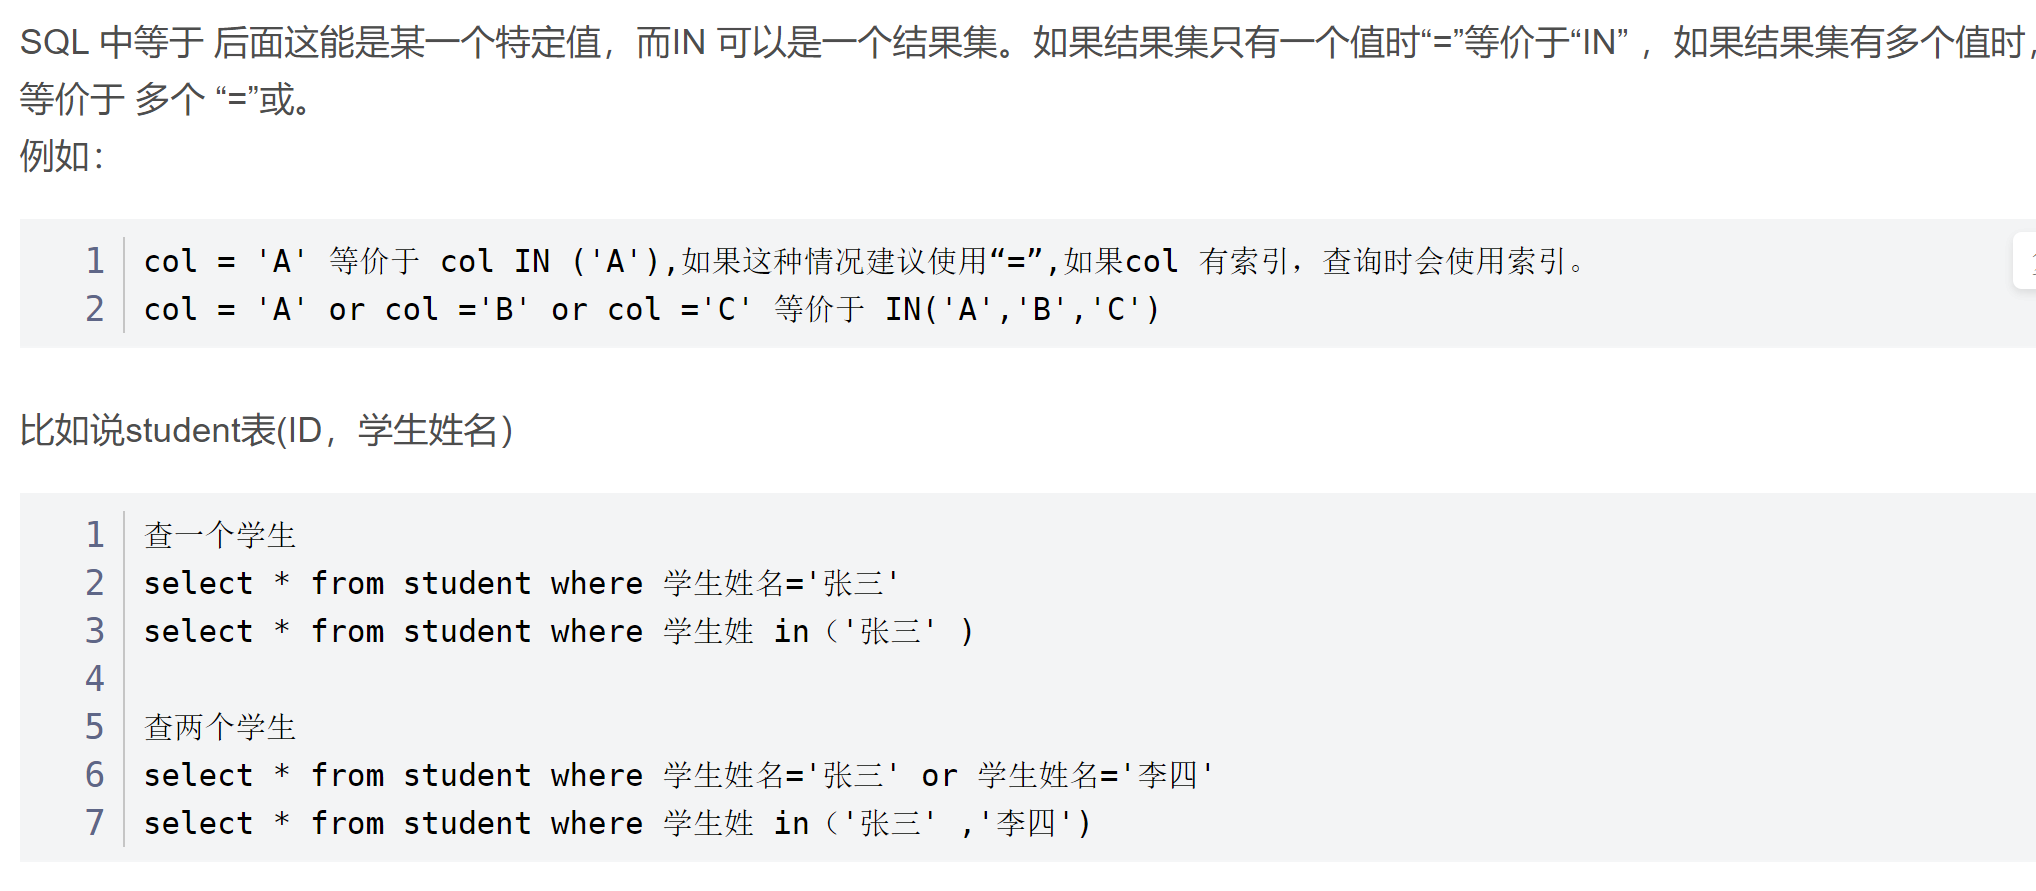 SQL 中等于 后面这能是某一个特定值，而IN 可以是一个结果集。如果结果集只有一个值时“=”等价于“IN” ，如果结果集有多个值时，
等价于 多个 “=”或。
例如：
1 col = 'A' 等价于 col IN ('A'),如果这种情况建议使用“=”,如果col 有索引，查询时会使用索引。
2 col = 'A' or col ='B' or col ='C' 等价于 IN('A','B','C')
比如说student表(ID，学生姓名）
1 查一个学生
2 select * from student where 学生姓名='张三'
3 select * from student where 学生姓 in（'张三' )
4
5 查两个学生
6 select * from student where 学生姓名='张三' or 学生姓名='李四'
7 select * from student where 学生姓 in（'张三' ,'李四')